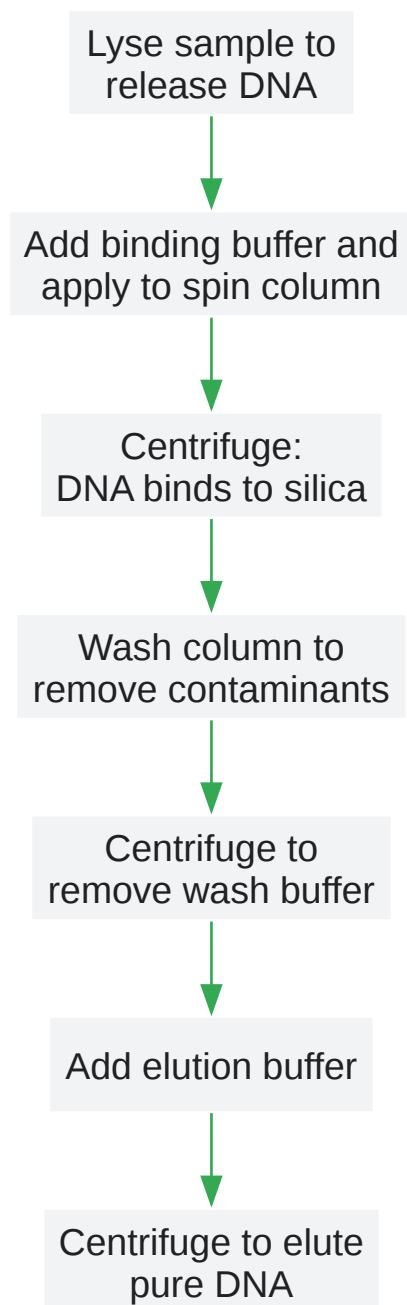 Lyse sample to
release DNA
Add binding buffer and
apply to spin column
Centrifuge:
DNA binds to silica
Wash column to
remove contaminants
Centrifuge to
remove wash buffer
Add elution buffer
Centrifuge to elute
pure DNA